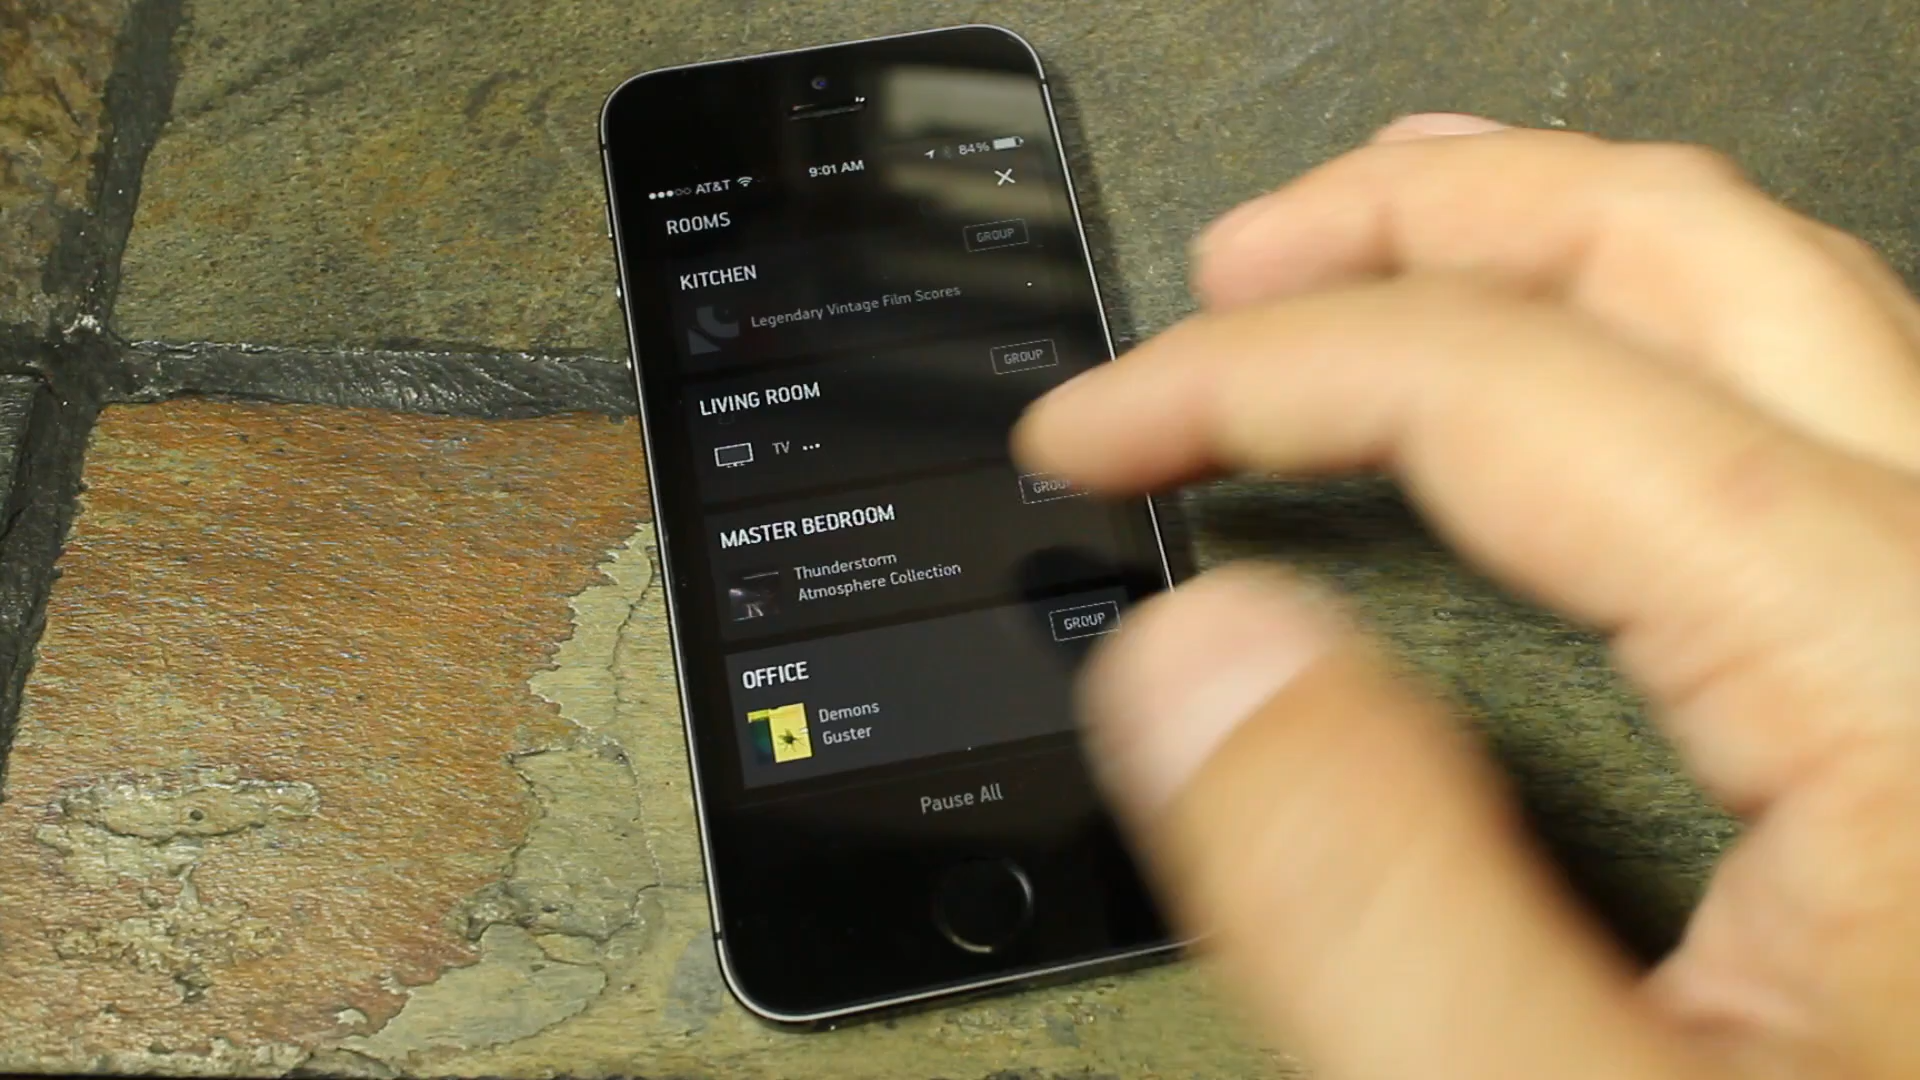 AT&T
9:01 AM
84%
ROOMS
GROUP
KITCHEN
Legendary Vintage Film Scores
GROUP
LIVING ROOM
TV •••
GROUP
MASTER BEDROOM
Thunderstorm
Atmosphere Collection
GROUP
OFFICE
Demons
Guster
Pause All